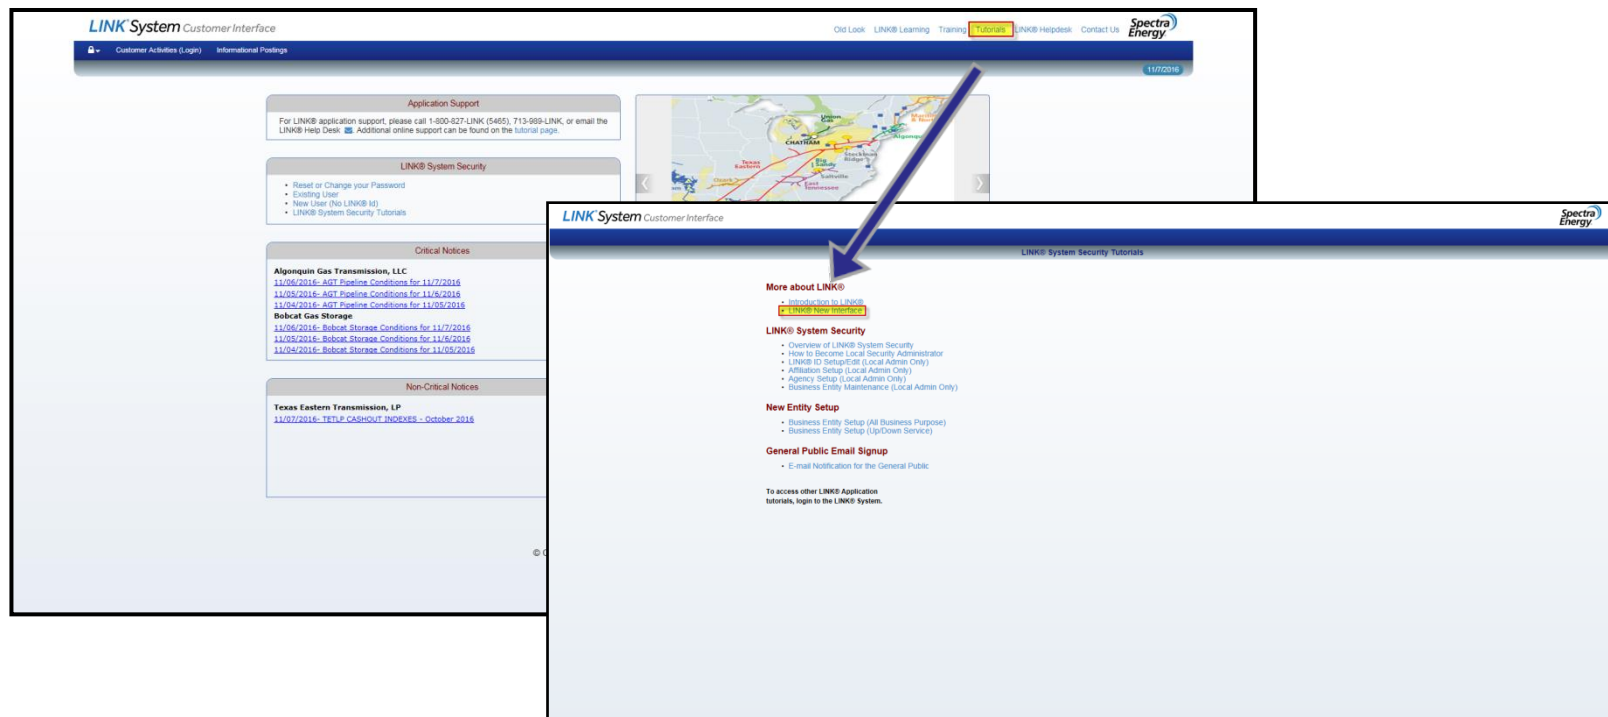 LINK® System Customer Interface
Old Look LINK® Learning Training Tutorials LINK® Helpdesk Contact Us
Spectra
Energy
Customer Activities (Login) Informational Postings
11/7/2016
Application Support
For LINK® application support, please call 1-800-827-LINK (5465), 713-989-LINK, or email the
LINK® Help Desk Additional online support can be found on the tutorial page.
LINK® System Security
• Reset or Change your Password
• Existing User
• New User (No LINK® Id)
• LINK® System Security Tutorials
Union
Gas
CHATHAM
Algonquin
Texas
Eastern
Big
Sandy
Steckman
Ridge
Ozark
Saltville
East
Tennessee
Critical Notices
Algonquin Gas Transmission, LLC
11/06/2016- AGT Pipeline Conditions for 11/7/2016
11/05/2016- AGT Pipeline Conditions for 11/6/2016
11/04/2016- AGT Pipeline Conditions for 11/05/2016
Bobcat Gas Storage
11/06/2016- Bobcat Storage Conditions for 11/7/2016
11/05/2016- Bobcat Storage Conditions for 11/6/2016
11/04/2016- Bobcat Storage Conditions for 11/05/2016
Non-Critical Notices
Texas Eastern Transmission, LP
11/07/2016- TETLP CASHOUT INDEXES - October 2016
©
LINK® System Customer Interface
Spectra
Energy
LINK® System Security Tutorials
More about LINK®
• Introduction to LINK®
• LINK® New Interface
LINK® System Security
• Overview of LINK® System Security
• How to Become Local Security Administrator
• LINK® ID Setup/Edit (Local Admin Only)
• Affiliation Setup (Local Admin Only)
• Agency Setup (Local Admin Only)
• Business Entity Maintenance (Local Admin Only)
New Entity Setup
• Business Entity Setup (All Business Purpose)
• Business Entity Setup (Up/Down Service)
General Public Email Signup
• E-mail Notification for the General Public
To access other LINK® Application
tutorials, login to the LINK® System.